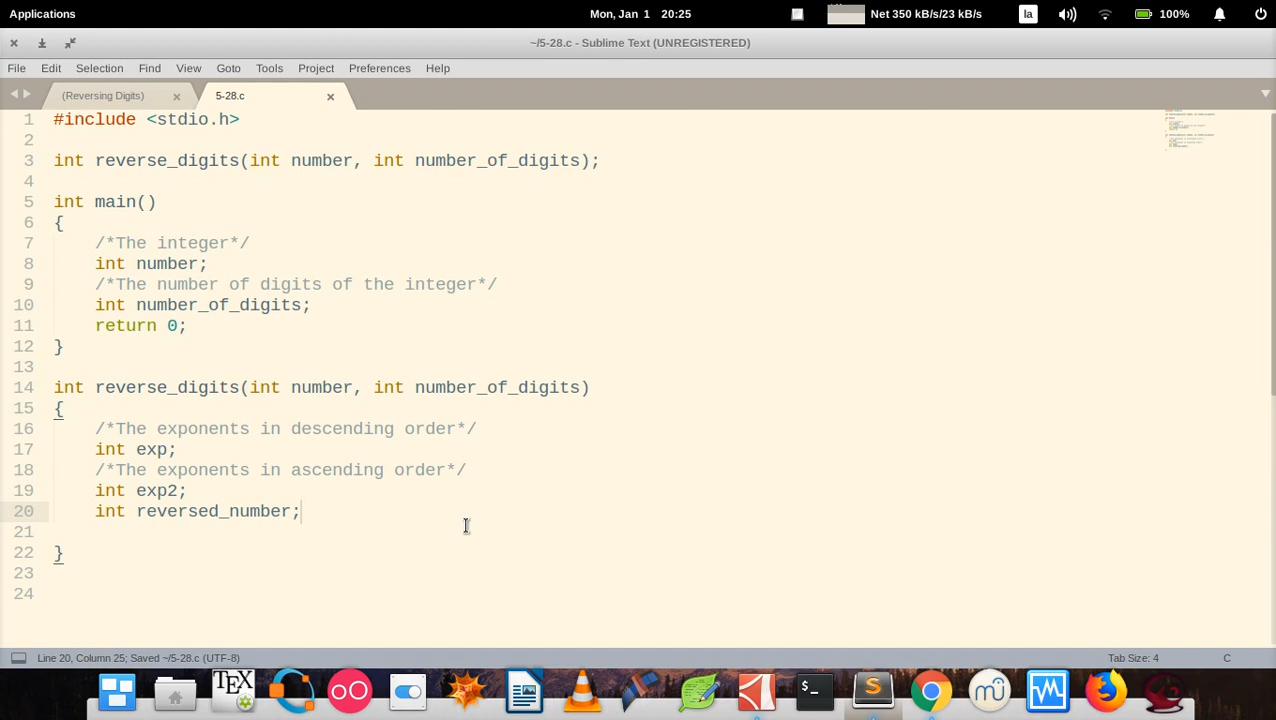 Applications
Mon, Jan 1 20:25
Net 350 kB/s/23 kB/s
la
100%
~/5-28.c - Sublime Text (UNREGISTERED)
File Edit Selection Find View Goto Tools Project Preferences Help
(Reversing Digits)
5-28.c
1 #include <stdio.h>
2
3 int reverse_digits(int number, int number_of_digits);
4
5 int main()
6 {
7 /*The integer*/
8 int number;
9 /*The number of digits of the integer*/
10 int number_of_digits;
11 return 0;
12 }
13
14 int reverse_digits(int number, int number_of_digits)
15 {
16 /*The exponents in descending order*/
17 int exp;
18 /*The exponents in ascending order*/
19 int exp2;
20 int reversed_number;
21
22 }
23
24
Line 20, Column 25; Saved ~/5-28.c (UTF-8)
Tab Size: 4
C
TEX
>_
S
mu